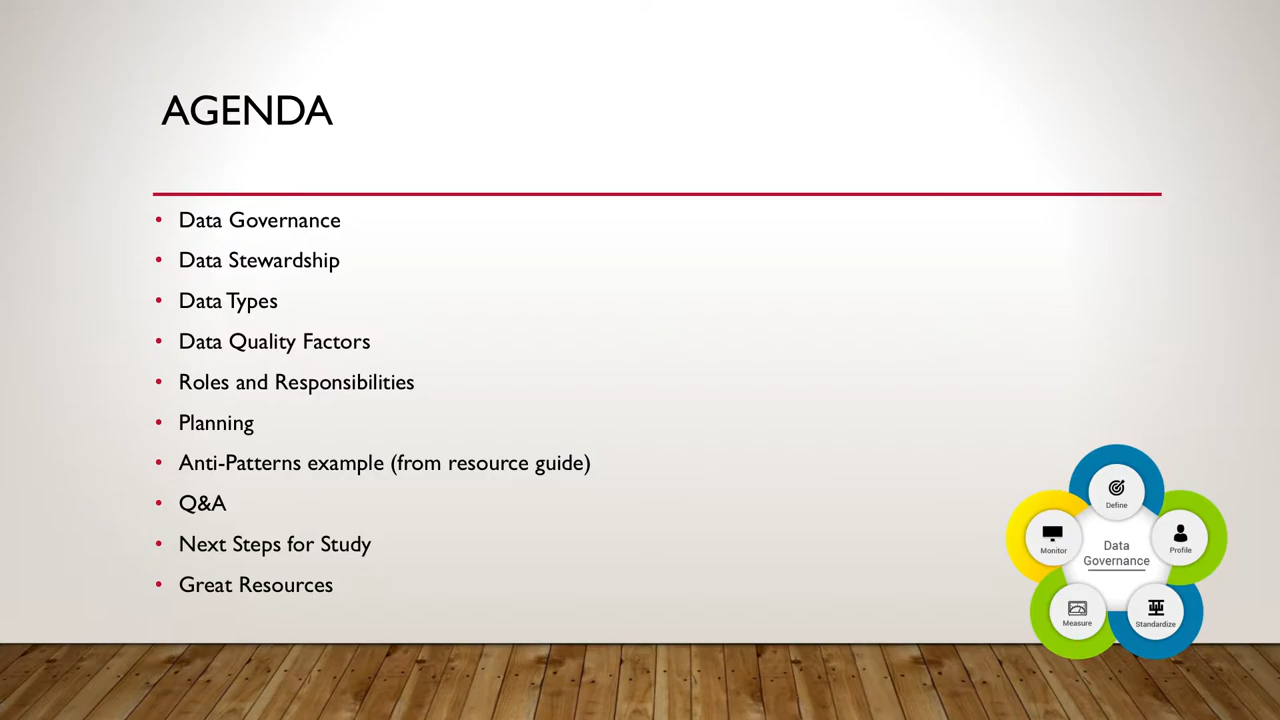 AGENDA
• Data Governance
• Data Stewardship
• Data Types
• Data Quality Factors
• Roles and Responsibilities
• Planning
• Anti-Patterns example (from resource guide)
• Q&A
• Next Steps for Study
• Great Resources
Define
Monitor
Profile
Data
Governance
Measure
Standardize